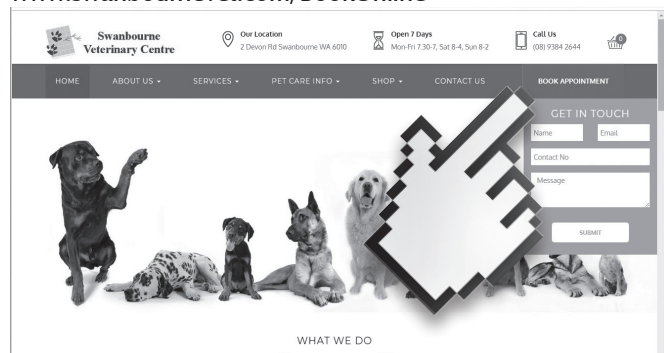 Swanbourne
Veterinary Centre
Our Location
2 Devon Rd Swanbourne WA 6010
Open 7 Days
Mon-Fri 7.30-7, Sat 8-4, Sun 8-2
Call Us
(08) 9384 2644
0
HOME
ABOUT US
SERVICES
PET CARE INFO
SHOP
CONTACT US
BOOK APPOINTMENT
GET IN TOUCH
Name
Email
Contact No
Message
SUBMIT
WHAT WE DO